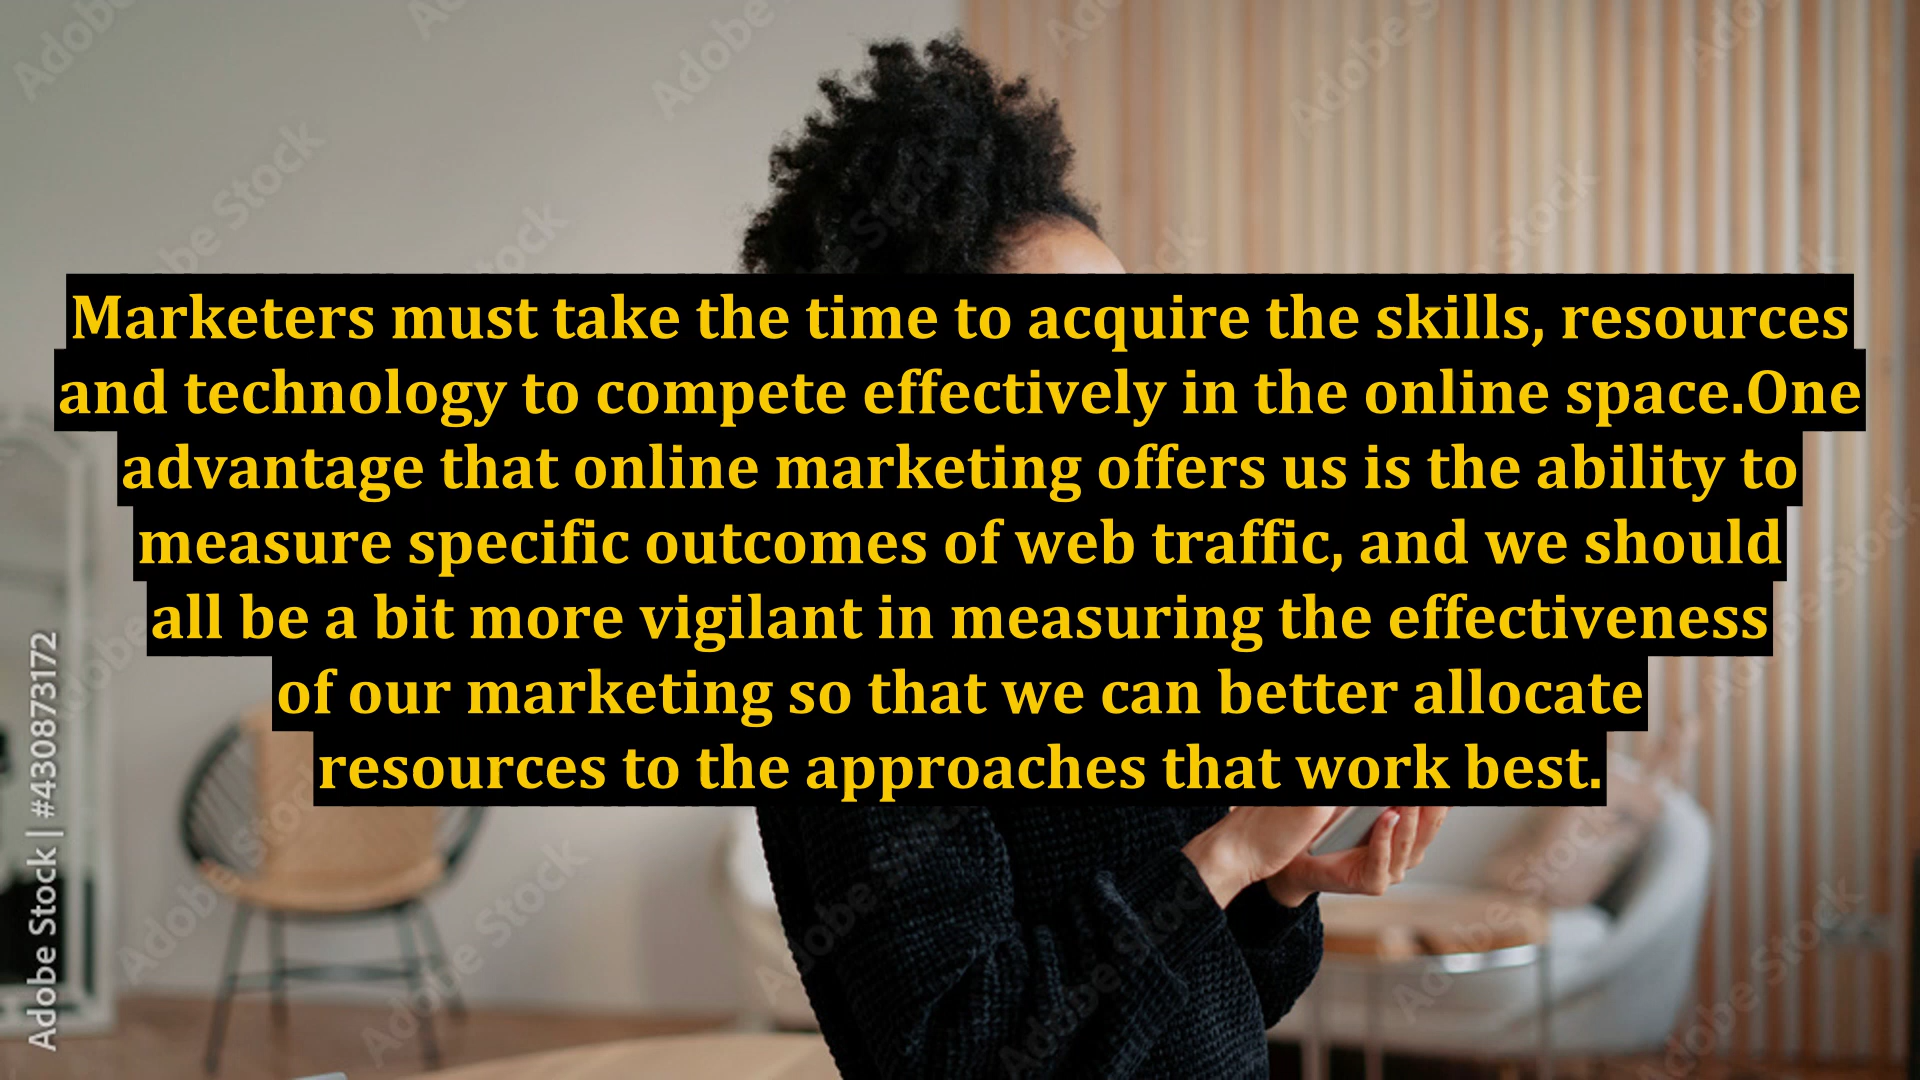 Marketers must take the time to acquire the skills, resources
and technology to compete effectively in the online space.One
advantage that online marketing offers us is the ability to
measure specific outcomes of web traffic, and we should
all be a bit more vigilant in measuring the effectiveness
of our marketing so that we can better allocate
resources to the approaches that work best.
Adobe Stock | #430873172
Adobe Stock